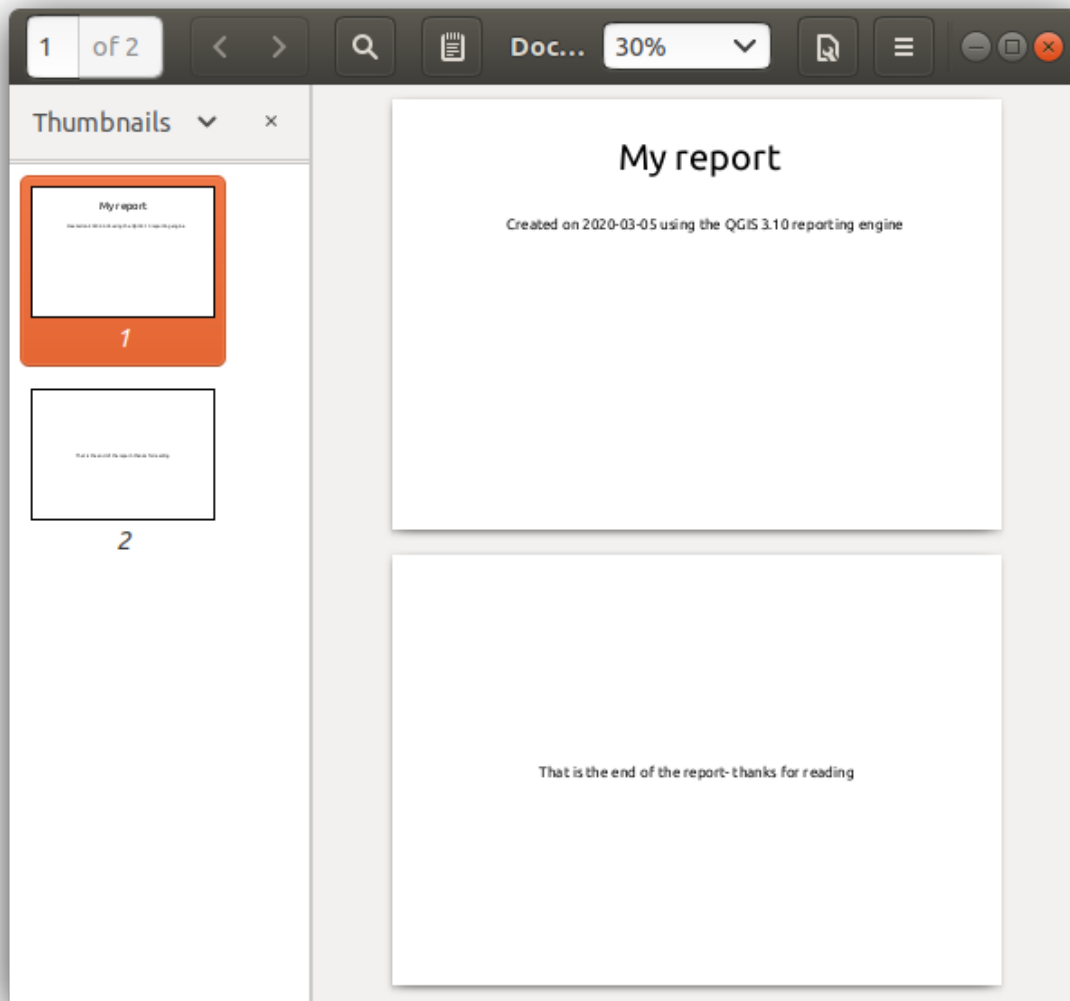 1 of 2
Doc...
30%
Thumbnails
My report
1
2
My report
Created on 2020-03-05 using the QGIS 3.10 reporting engine
That is the end of the report- thanks for reading